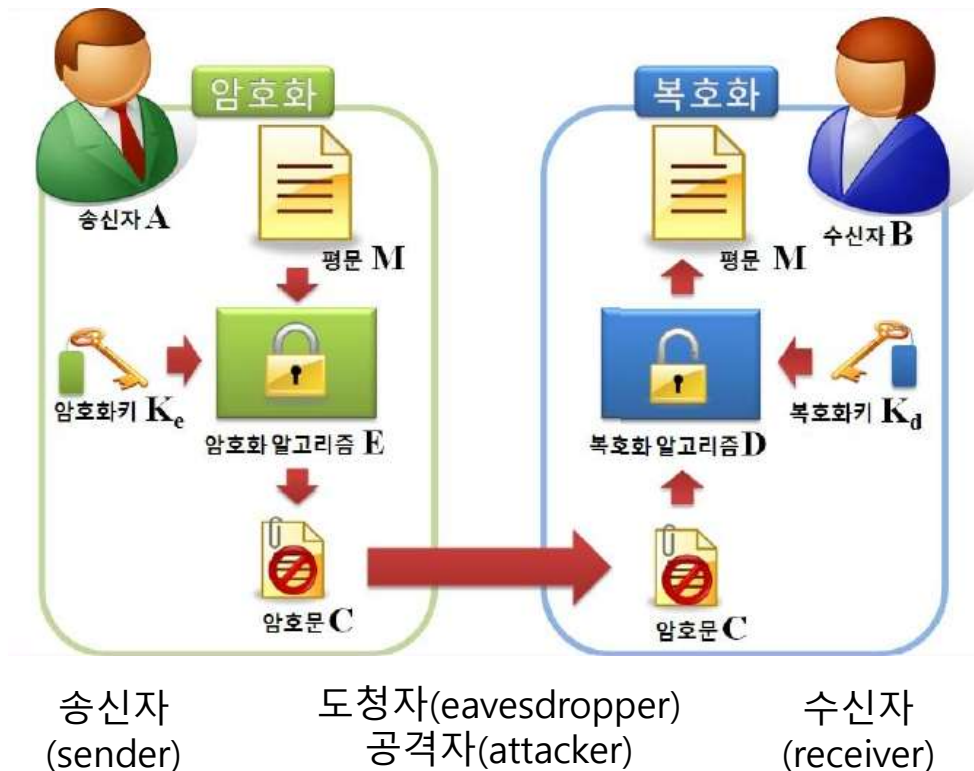 암호화
송신자 A
평문 M
암호화키 Ke
암호화 알고리즘 E
암호문 C
복호화
수신자 B
평문 M
복호화키 Kd
복호화 알고리즘 D
암호문 C
송신자
(sender)
도청자(eavesdropper)
공격자(attacker)
수신자
(receiver)